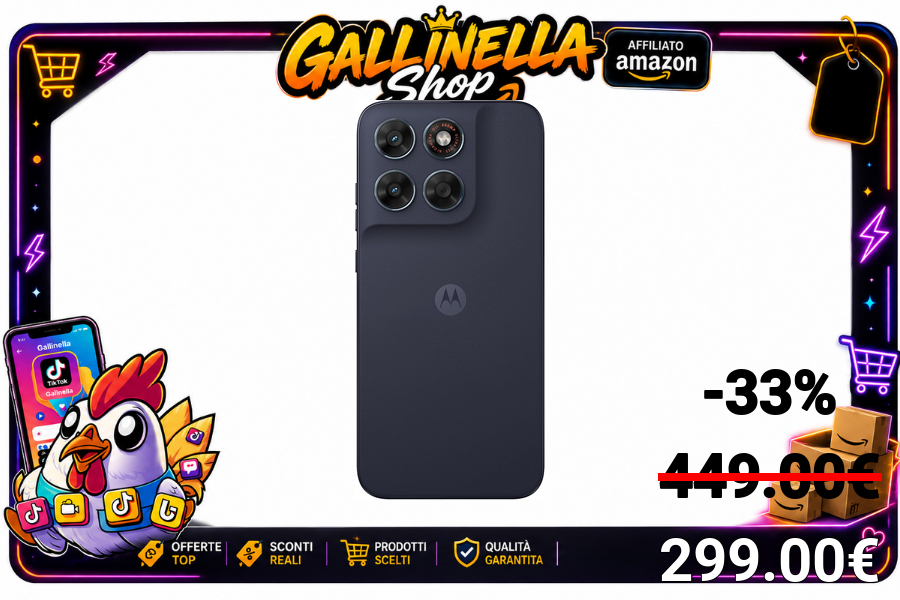 GALLINELLA
Shop
AFFILIATO
amazon
Gallinella
TikTok
Gallinella
-33%
449.00€
299.00€
OFFERTE
TOP
SCONTI
REALI
PRODOTTI
SCELTI
QUALITÀ
GARANTITA